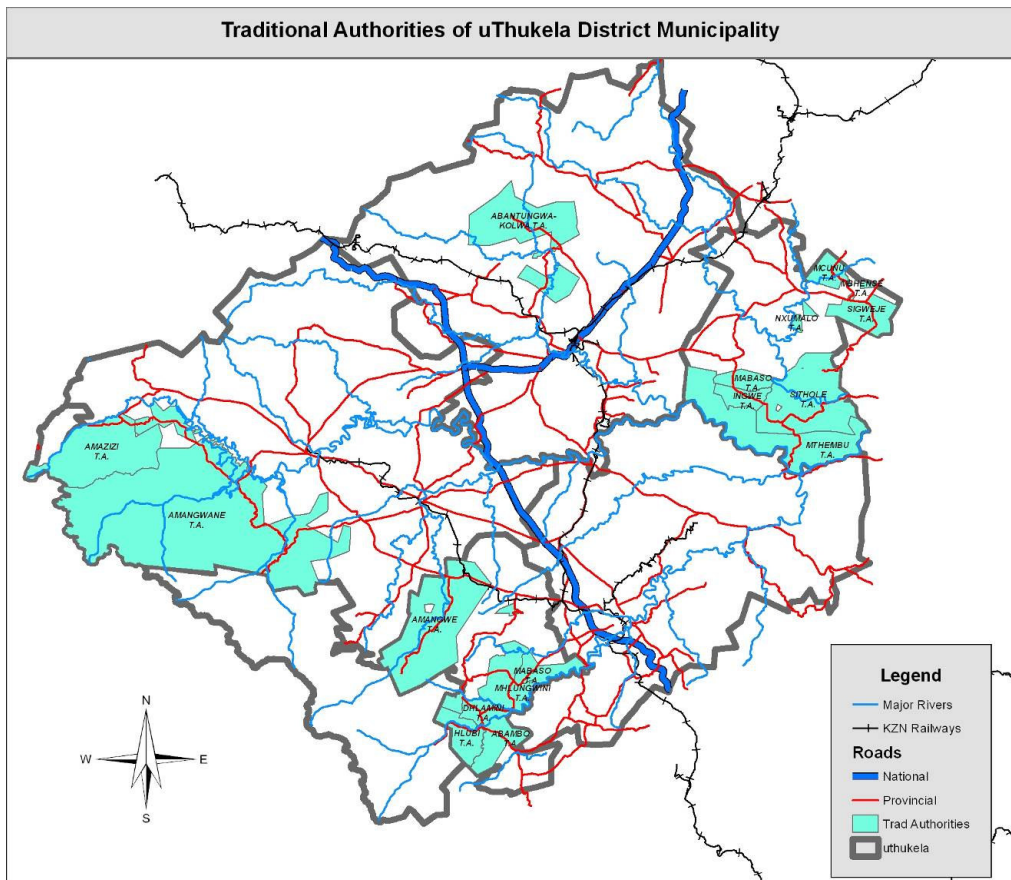 Traditional Authorities of uThukela District Municipality
ABANTUNGWA-
KOLWA T.A.
MCUNU
T.A.
MBHENSE
T.A.
SIGWEJE
T.A.
NXUMALO
T.A.
MABASO
T.A.
INGWE
T.A.
SITHOLE
T.A.
MTHEMBU
T.A.
AMAZIZI
T.A.
AMANGWANE
T.A.
AMANGWE
T.A.
MABASO
T.A.
MHLUNGWINI
T.A.
DHLAMINI
T.A.
HLUBI
T.A.
ABAMBO
T.A.
N
W
E
S
Legend
Major Rivers
KZN Railways
Roads
National
Provincial
Trad Authorities
uthukela